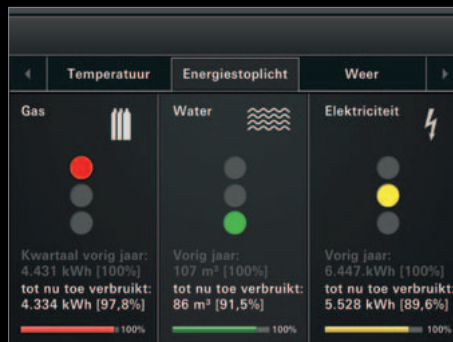 Temperatuur
Energiestoplicht
Weer
Gas
Kwartaal vorig jaar:
4.431 kWh [100%]
tot nu toe verbruikt:
4.334 kWh [97,8%]
100%
Water
Vorig jaar:
107 m³ [100%]
tot nu toe verbruikt:
86 m³ [91,5%]
100%
Elektriciteit
Vorig jaar:
6.447.kWh [100%]
tot nu toe verbruikt:
5.528 kWh [89,6%]
100%